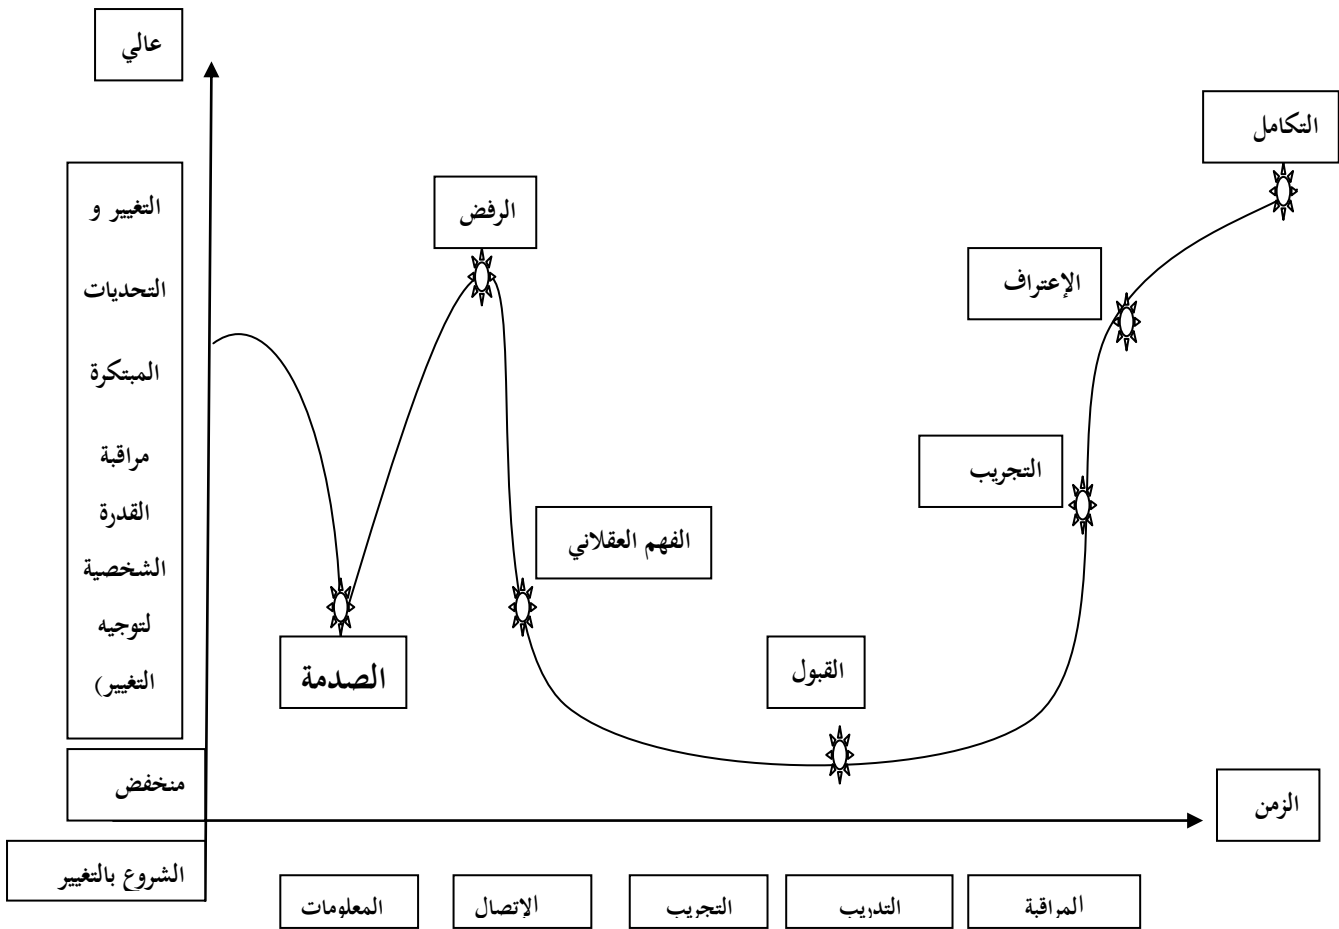 عالي
التكامل
الرفض
التغيير و
التحديات
المبتكرة
مراقبة
القدرة
الشخصية
لتوجيه
التغيير)
الإعتراف
التجريب
الفهم العقلاني
الصدمة
القبول
منخفض
الزمن
الشروع بالتغيير
المعلومات
الإتصال
التجريب
التدريب
المراقبة